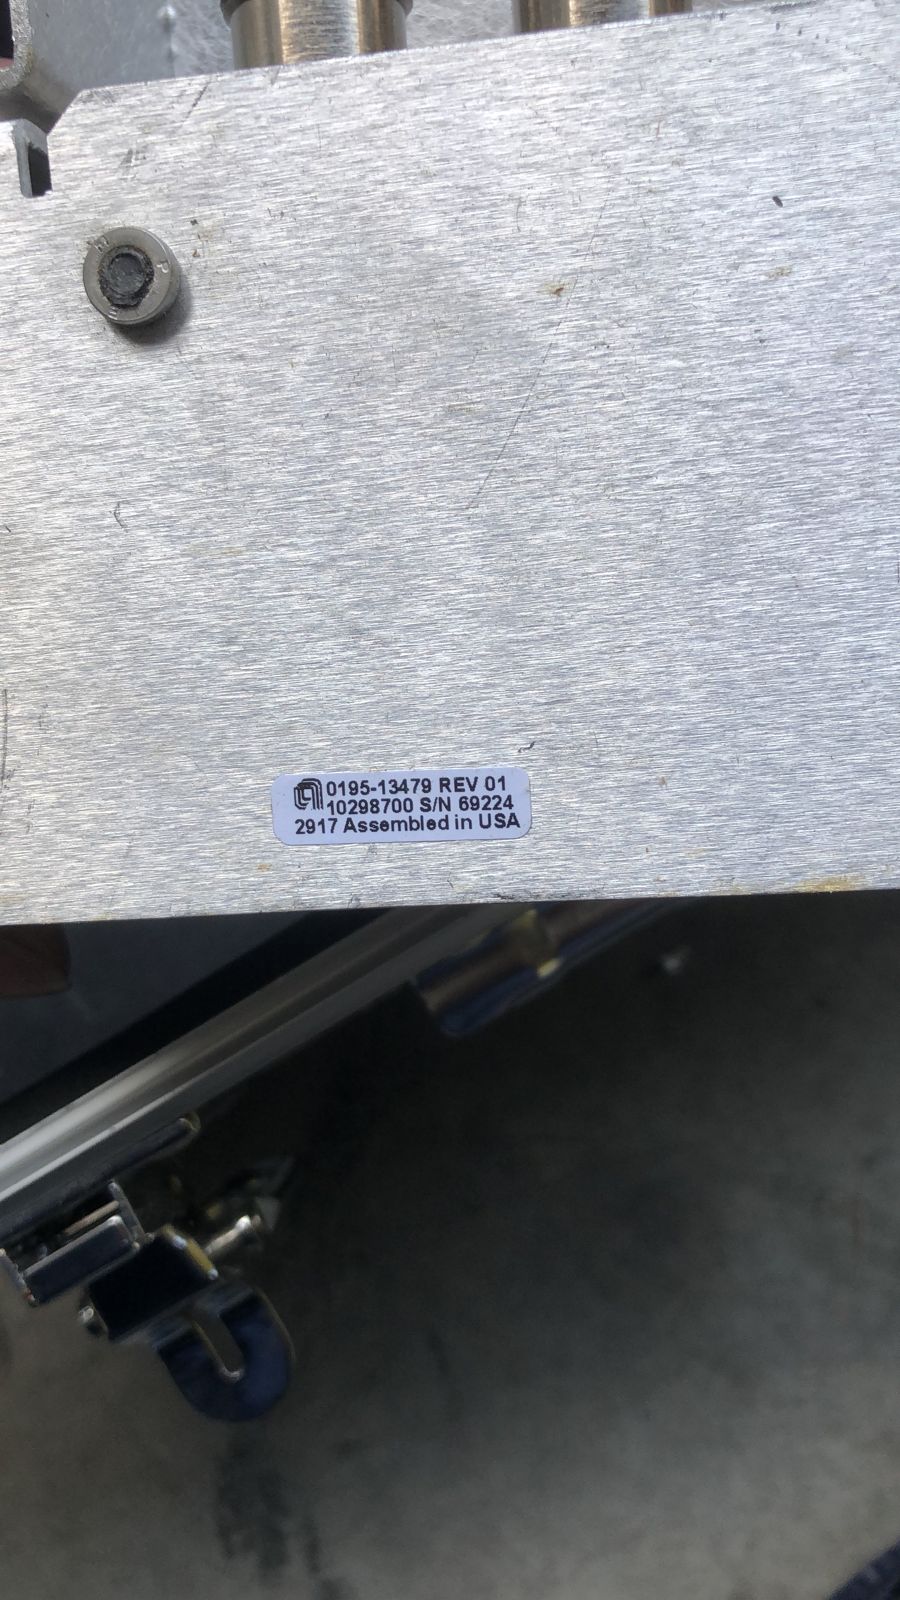 0195-13479 REV 01
10298700 S/N 69224
2917 Assembled in USA